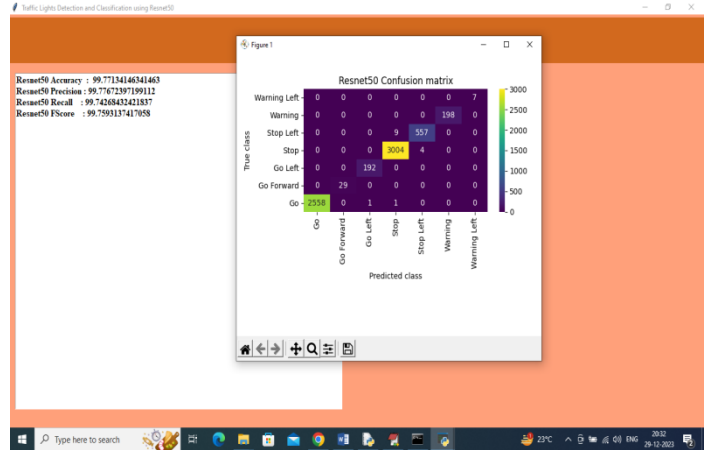 Traffic Lights Detection and Classification using Resnet50
Resnet50 Accuracy : 99.77134146341463
Resnet50 Precision : 99.77672397199112
Resnet50 Recall : 99.74268432421837
Resnet50 FScore : 99.7593137417058
Figure 1
Resnet50 Confusion matrix
True class
Warning Left 0 0 0 0 0 0 7
Warning 0 0 0 0 0 198 0
Stop Left 0 0 0 9 557 0 0
Stop 0 0 0 3004 4 0 0
Go Left 0 0 192 0 0 0 0
Go Forward 0 29 0 0 0 0 0
Go 2558 0 1 1 0 0 0
Go Go Forward Go Left Stop Stop Left Warning Warning Left
Predicted class
3000
2500
2000
1500
1000
500
0
Type here to search
23°C
ENG
20:32
29-12-2023
2